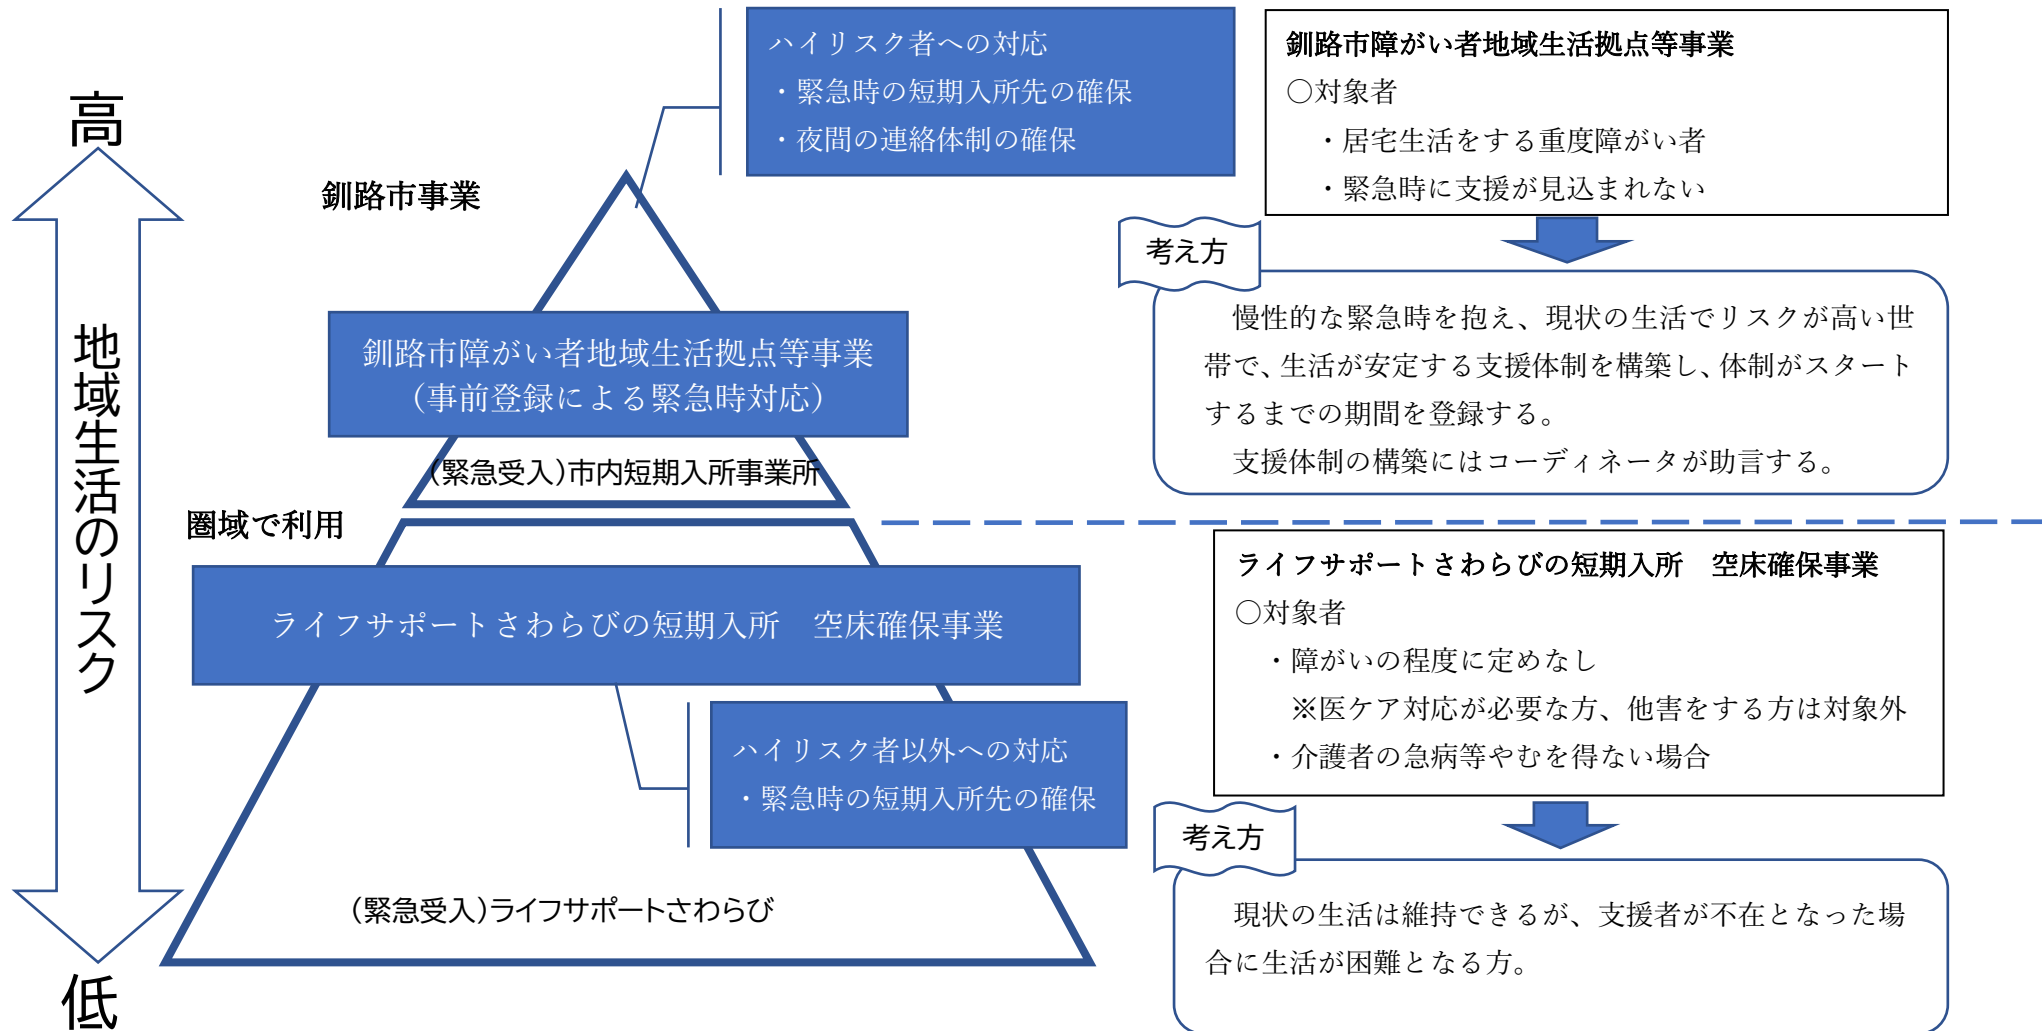 高
地域生活のリスク
低
釧路市事業
ハイリスク者への対応
・緊急時の短期入所先の確保
・夜間の連絡体制の確保
釧路市障がい者地域生活拠点等事業
（事前登録による緊急時対応）
（緊急受入）市内短期入所事業所
釧路市障がい者地域生活拠点等事業
○対象者
・居宅生活をする重度障がい者
・緊急時に支援が見込まれない
考え方
慢性的な緊急時を抱え、現状の生活でリスクが高い世
帯で、生活が安定する支援体制を構築し、体制がスタート
するまでの期間を登録する。
支援体制の構築にはコーディネータが助言する。
圏域で利用
ライフサポートさわらびの短期入所　空床確保事業
ハイリスク者以外への対応
・緊急時の短期入所先の確保
（緊急受入）ライフサポートさわらび
ライフサポートさわらびの短期入所　空床確保事業
○対象者
・障がいの程度に定めなし
※医ケア対応が必要な方、他害をする方は対象外
・介護者の急病等やむを得ない場合
考え方
現状の生活は維持できるが、支援者が不在となった場
合に生活が困難となる方。